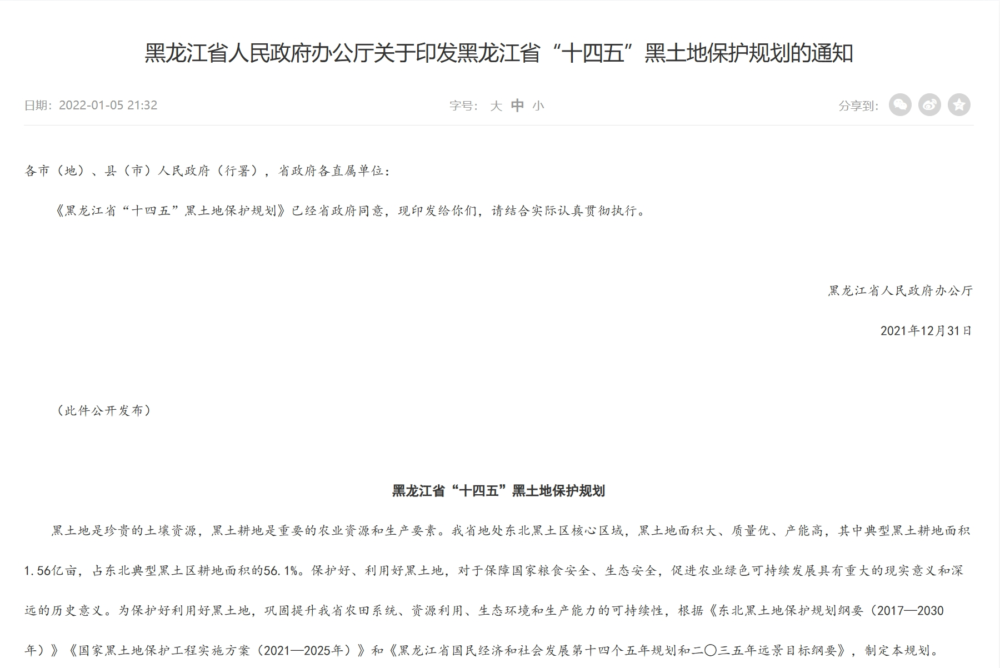 黑龙江省人民政府办公厅关于印发黑龙江省“十四五”黑土地保护规划的通知
日期：2022-01-05 21:32 字号： 大 中 小 分享到：
各市（地）、县（市）人民政府（行署），省政府各直属单位：
《黑龙江省“十四五”黑土地保护规划》已经省政府同意，现印发给你们，请结合实际认真贯彻执行。
黑龙江省人民政府办公厅
2021年12月31日
（此件公开发布）
黑龙江省“十四五”黑土地保护规划
黑土地是珍贵的土壤资源，黑土耕地是重要的农业资源和生产要素。我省地处东北黑土区核心区域，黑土地面积大、质量优、产能高，其中典型黑土耕地面积
1.56亿亩，占东北典型黑土区耕地面积的56.1%。保护好、利用好黑土地，对于保障国家粮食安全、生态安全，促进农业绿色可持续发展具有重大的现实意义和深
远的历史意义。为保护好利用好黑土地，巩固提升我省农田系统、资源利用、生态环境和生产能力的可持续性，根据《东北黑土地保护规划纲要（2017—2030
年）》《国家黑土地保护工程实施方案（2021—2025年）》和《黑龙江省国民经济和社会发展第十四个五年规划和二〇三五年远景目标纲要》，制定本规划。